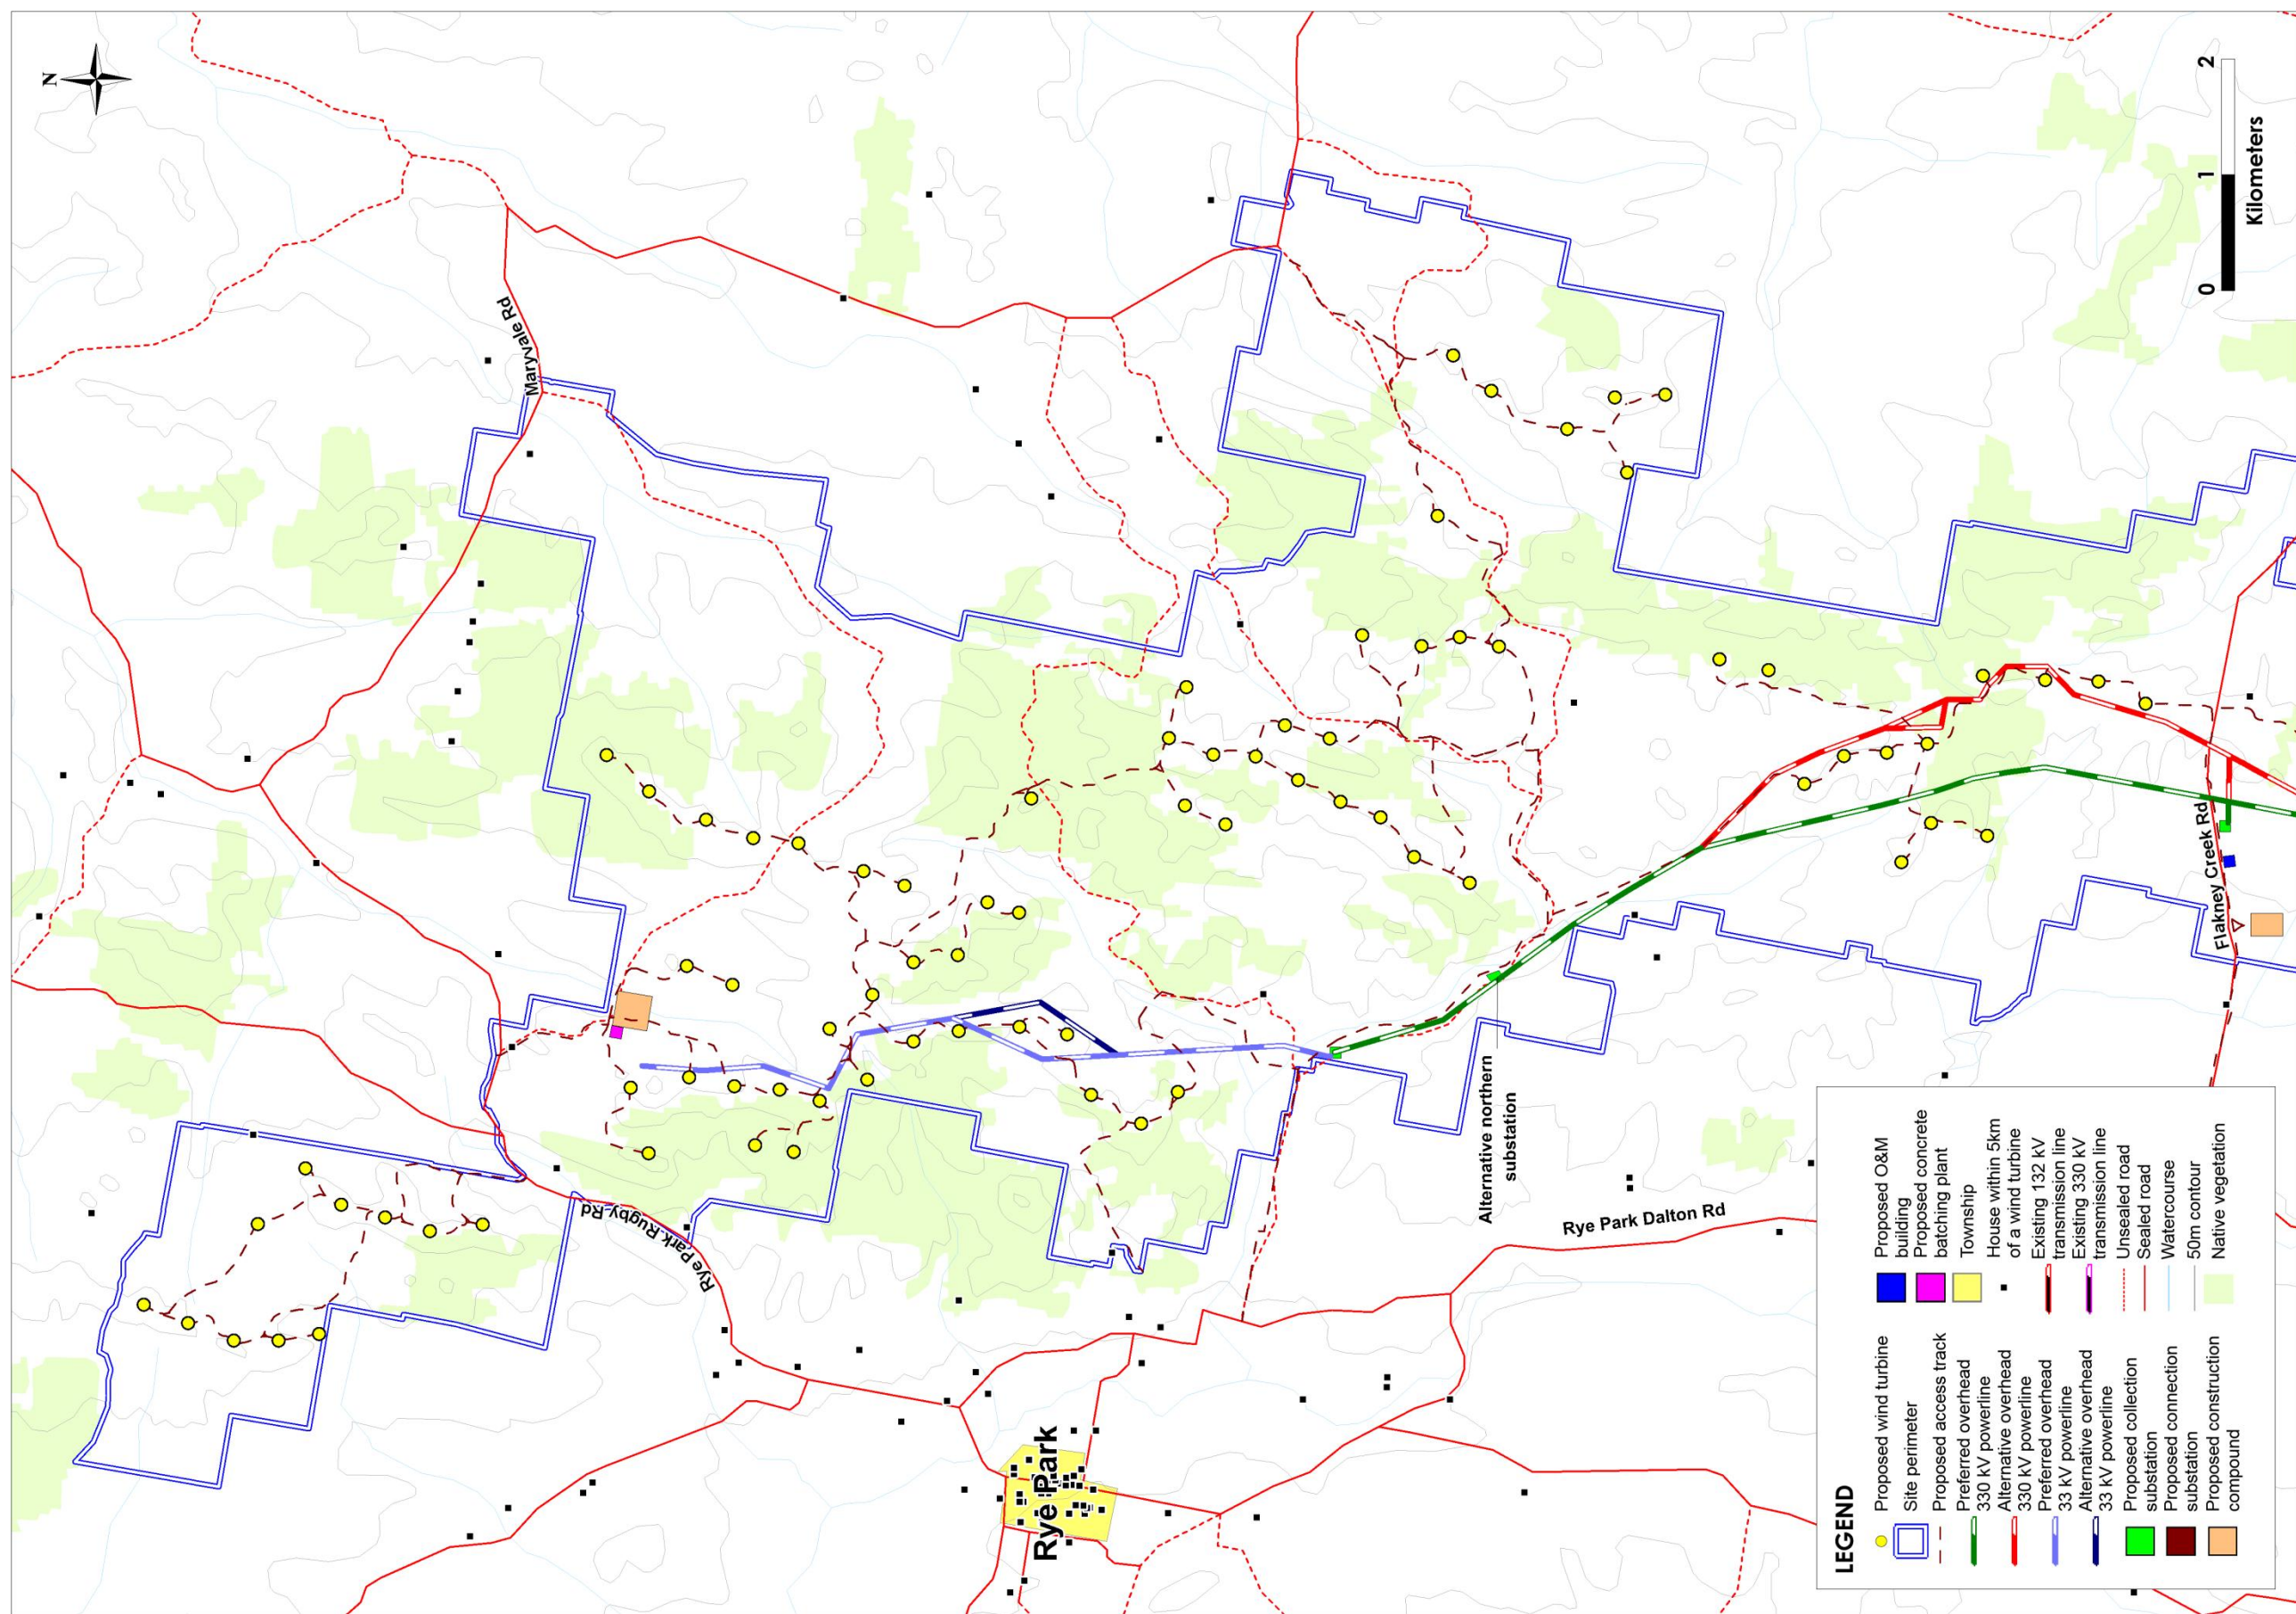 N
Maryvale Rd
Rye Park Rugby Rd
Rye Park
Alternative northern
substation
Rye Park Dalton Rd
Flakney Creek Rd
0 1 2
Kilometers
LEGEND
Proposed wind turbine
Site perimeter
Proposed access track
Preferred overhead
330 kV powerline
Alternative overhead
330 kV powerline
Preferred overhead
33 kV powerline
Alternative overhead
33 kV powerline
Proposed collection
substation
Proposed connection
substation
Proposed construction
compound
Proposed O&M
building
Proposed concrete
batching plant
Township
House within 5km
of a wind turbine
Existing 132 kV
transmission line
Existing 330 kV
transmission line
Unsealed road
Sealed road
Watercourse
50m contour
Native vegetation